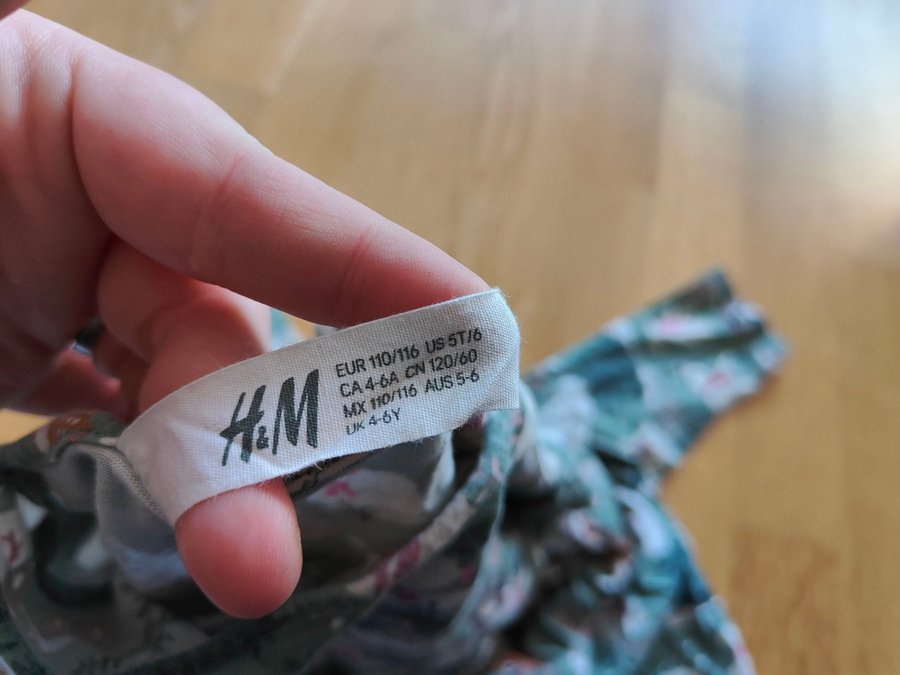 H&M
EUR 110/116 US 5T/6
CA 4-6A CN 120/60
MX 110/116 AUS 5-6
UK 4-6Y